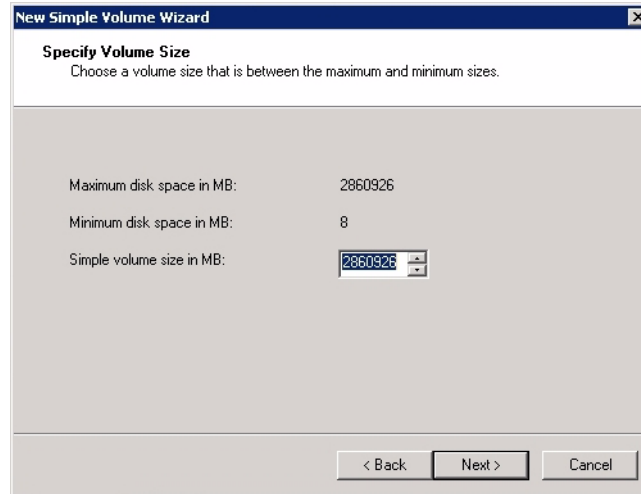 New Simple Volume Wizard
Specify Volume Size
Choose a volume size that is between the maximum and minimum sizes.
Maximum disk space in MB: 2860926
Minimum disk space in MB: 8
Simple volume size in MB: 2860926
< Back Next > Cancel